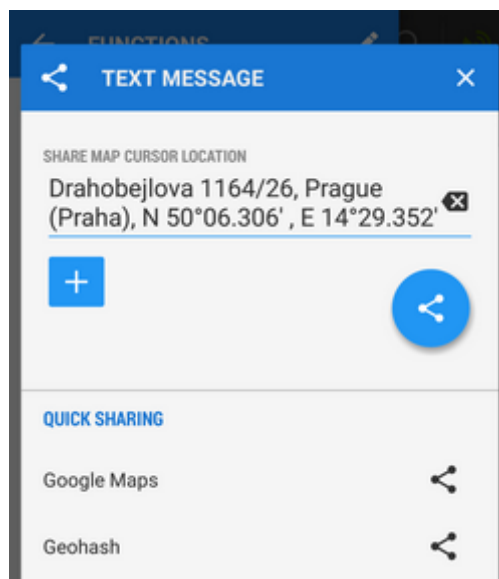 FUNCTIONS
TEXT MESSAGE
SHARE MAP CURSOR LOCATION
Drahobejlova 1164/26, Prague
(Praha), N 50°06.306' , E 14°29.352'
QUICK SHARING
Google Maps
Geohash